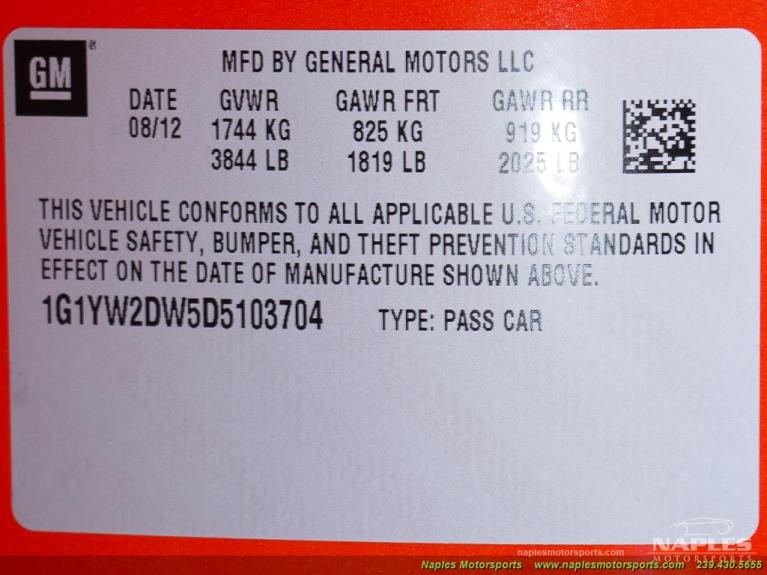 GM
MFD BY GENERAL MOTORS LLC
DATE GVWR GAWR FRT GAWR RR
08/12 1744 KG 825 KG 919 KG
3844 LB 1819 LB 2025 LB
THIS VEHICLE CONFORMS TO ALL APPLICABLE U.S. FEDERAL MOTOR
VEHICLE SAFETY, BUMPER, AND THEFT PREVENTION STANDARDS IN
EFFECT ON THE DATE OF MANUFACTURE SHOWN ABOVE.
1G1YW2DW5D5103704 TYPE: PASS CAR
NAPLES
MOTORSPORTS
naplesmotorsports.com
Naples Motorsports www.naplesmotorsports.com 239.430.5655